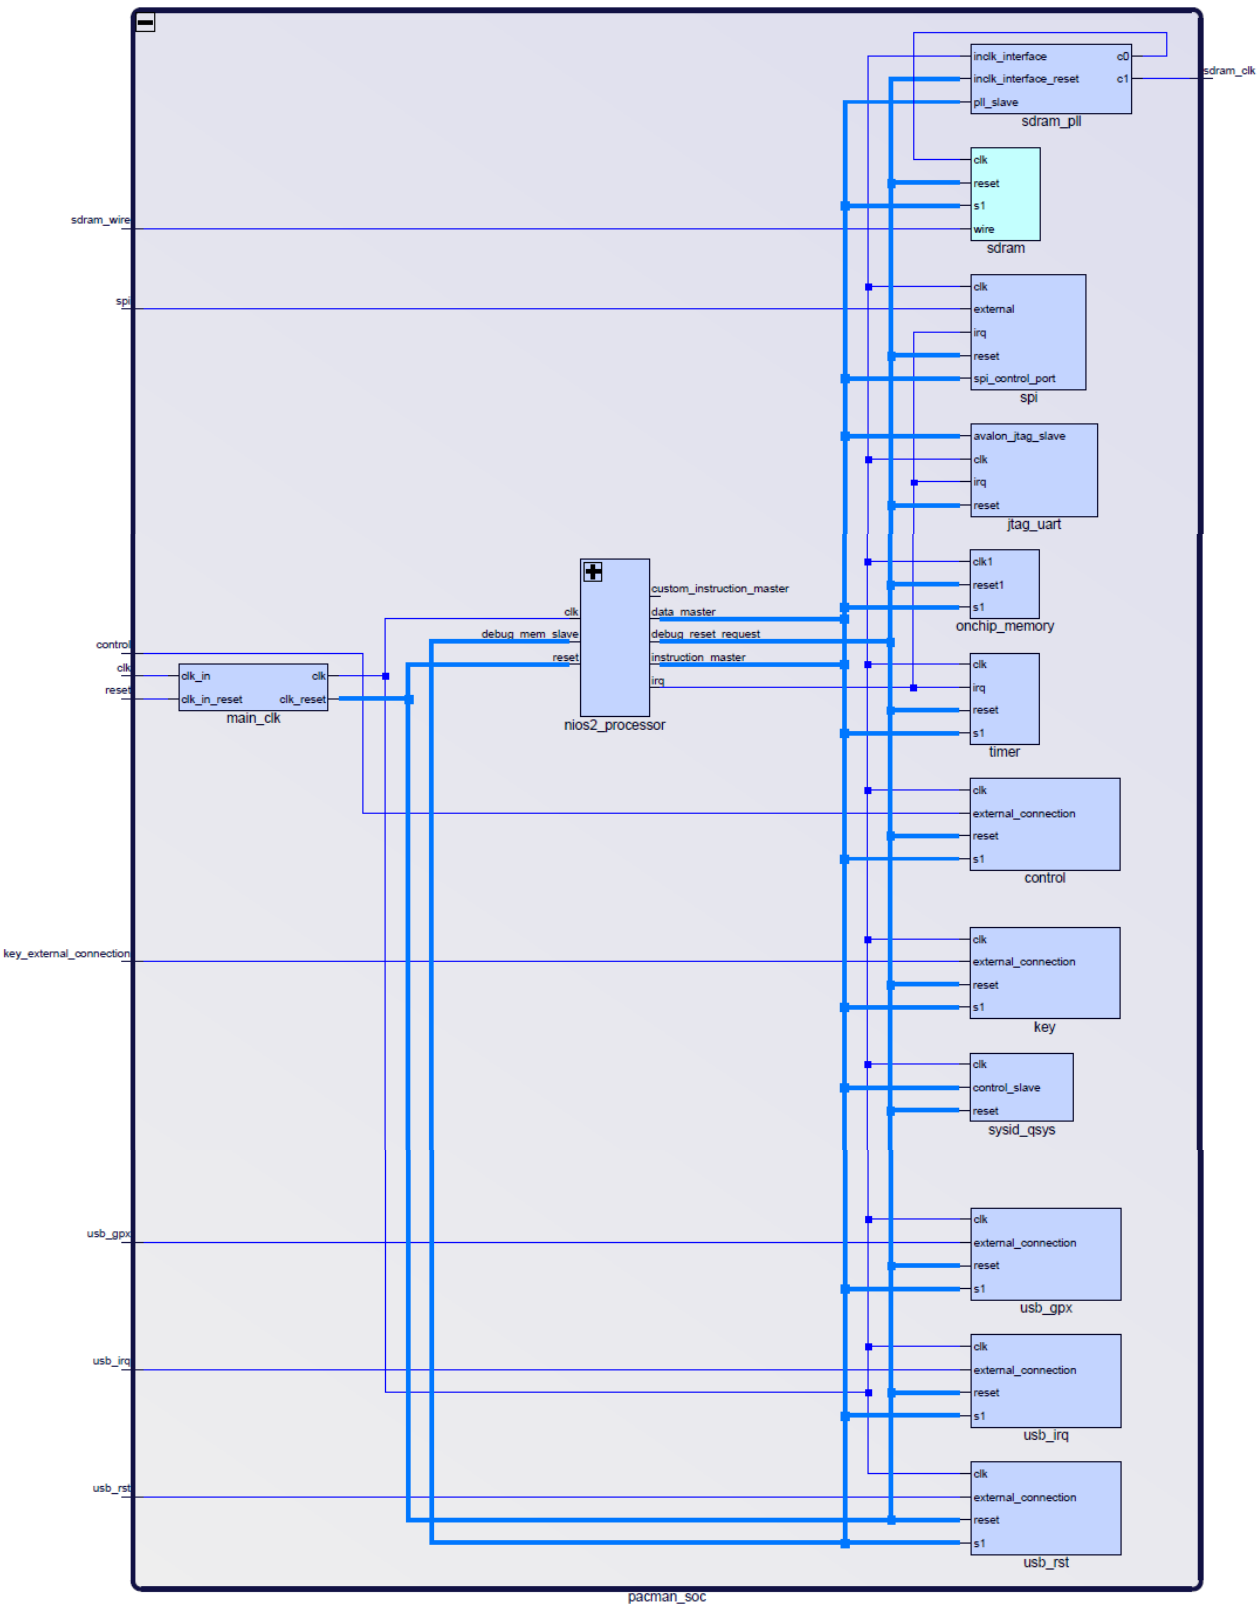 inclk_interface c0
inclk_interface_reset c1
pll_slave
sdram_pll
sdram_clk
clk
reset
s1
wire
sdram
sdram_wire
clk
external
irq
reset
spi_control_port
spi
spi
avalon_jtag_slave
clk
irq
reset
jtag_uart
clk1
reset1
s1
onchip_memory
custom_instruction_master
clk data_master
debug_mem_slave debug_reset_request
reset instruction_master
irq
nios2_processor
control
clk
reset
clk_in clk
clk_in_reset clk_reset
main_clk
clk
irq
reset
s1
timer
clk
external_connection
reset
s1
control
key_external_connection
clk
external_connection
reset
s1
key
clk
control_slave
reset
sysid_qsys
usb_gpx
clk
external_connection
reset
s1
usb_gpx
usb_irq
clk
external_connection
reset
s1
usb_irq
usb_rst
clk
external_connection
reset
s1
usb_rst
pacman_soc